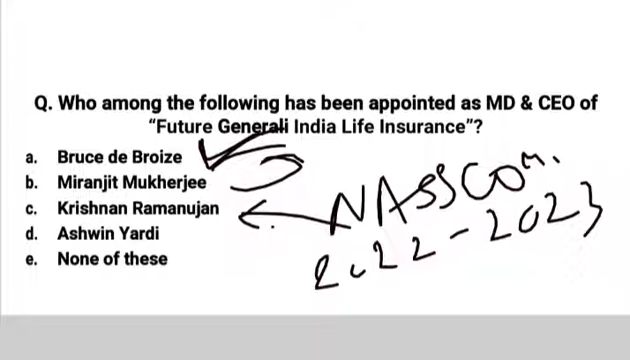 Q. Who among the following has been appointed as MD & CEO of
"Future Generali India Life Insurance"?
a. Bruce de Broize
b. Miranjit Mukherjee
c. Krishnan Ramanujan
d. Ashwin Yardi
e. None of these
NASSCOM.
2022-2023